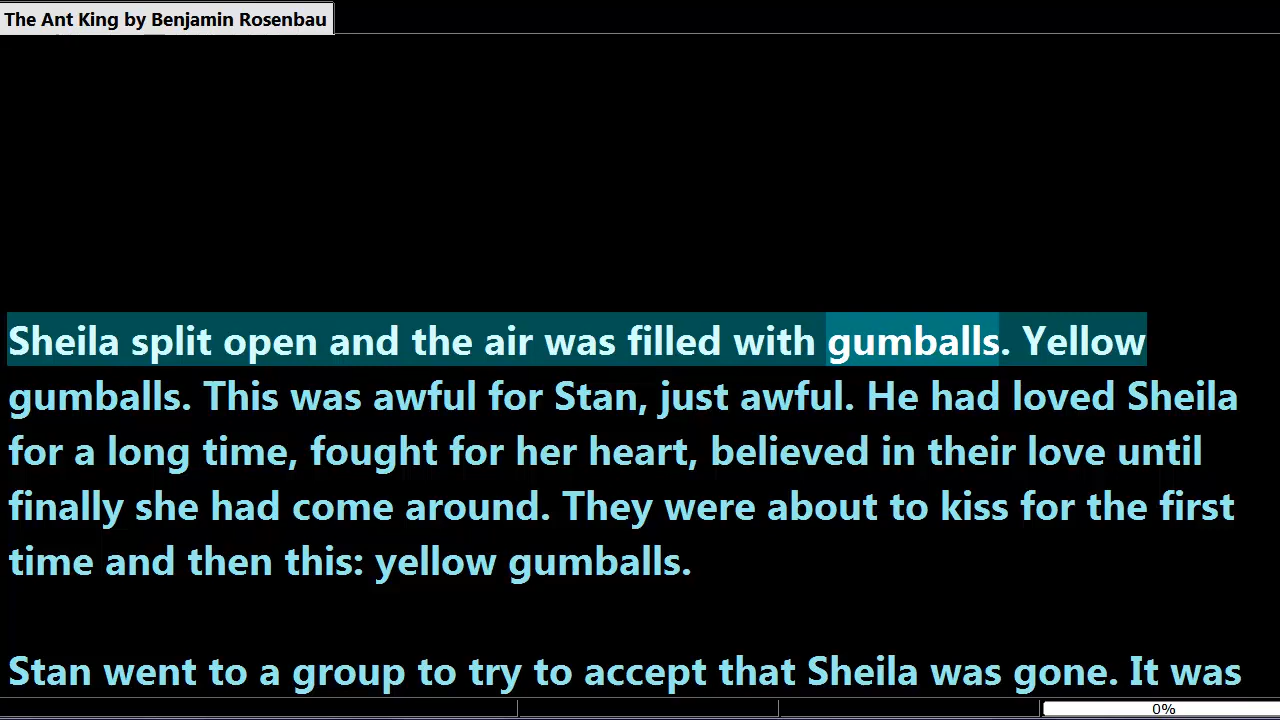 The Ant King by Benjamin Rosenbau
Sheila split open and the air was filled with gumballs. Yellow
gumballs. This was awful for Stan, just awful. He had loved Sheila
for a long time, fought for her heart, believed in their love until
finally she had come around. They were about to kiss for the first
time and then this: yellow gumballs.
Stan went to a group to try to accept that Sheila was gone. It was
0%